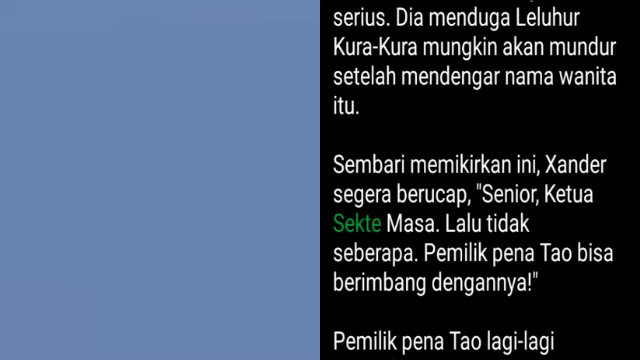 serius. Dia menduga Leluhur
Kura-Kura mungkin akan mundur
setelah mendengar nama wanita
itu.
Sembari memikirkan ini, Xander
segera berucap, "Senior, Ketua
Sekte Masa. Lalu tidak
seberapa. Pemilik pena Tao bisa
berimbang dengannya!"
Pemilik pena Tao lagi-lagi